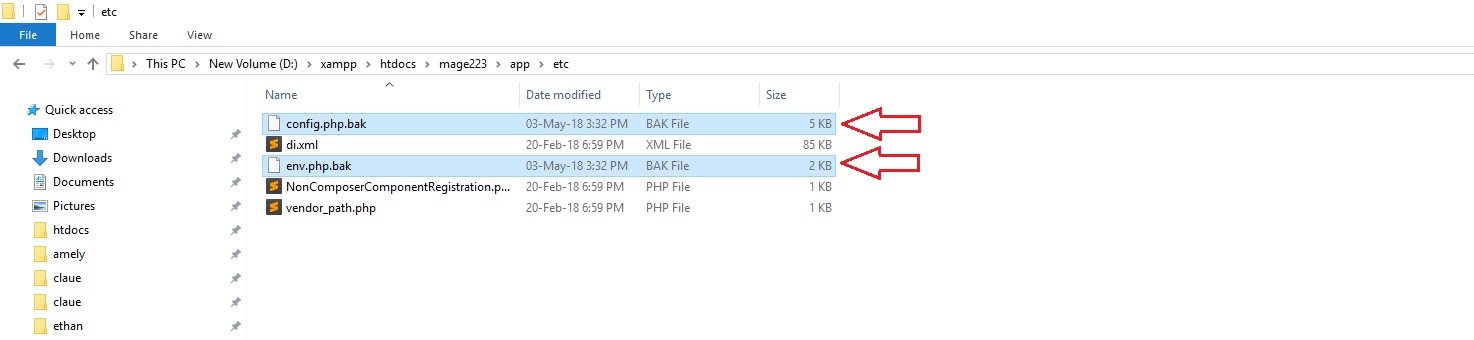 etc
File Home Share View
This PC New Volume (D:) xampp htdocs mage223 app etc
Name Date modified Type Size
Quick access
Desktop
Downloads
Documents
Pictures
htdocs
amely
claue
claue
ethan
config.php.bak 03-May-18 3:32 PM BAK File 5 KB
di.xml 20-Feb-18 6:59 PM XML File 85 KB
env.php.bak 03-May-18 3:32 PM BAK File 2 KB
NonComposerComponentRegistration.p... 20-Feb-18 6:59 PM PHP File 1 KB
vendor_path.php 20-Feb-18 6:59 PM PHP File 1 KB